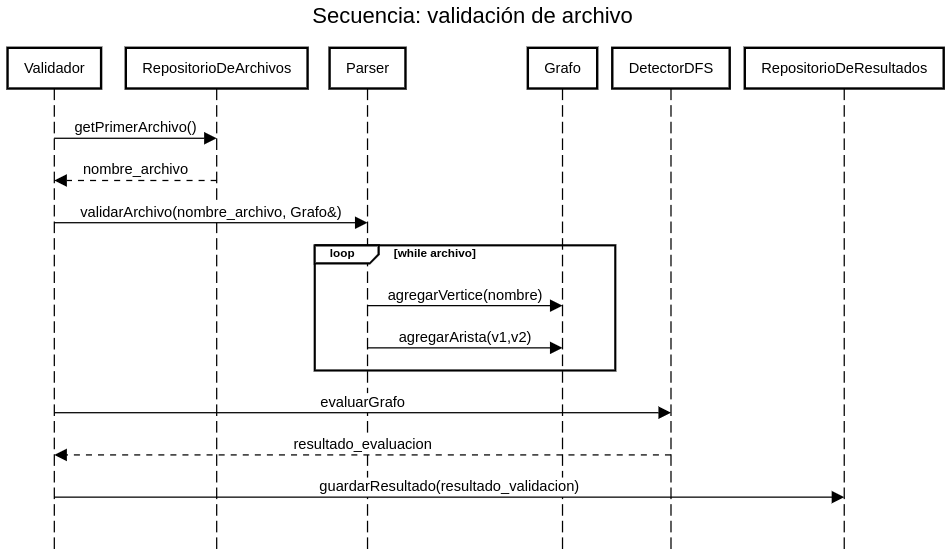 Secuencia: validación de archivo
Validador
RepositorioDeArchivos
Parser
Grafo
DetectorDFS
RepositorioDeResultados
getPrimerArchivo()
nombre_archivo
validarArchivo(nombre_archivo, Grafo&)
loop
[while archivo]
agregarVertice(nombre)
agregarArista(v1,v2)
evaluarGrafo
resultado_evaluacion
guardarResultado(resultado_validacion)